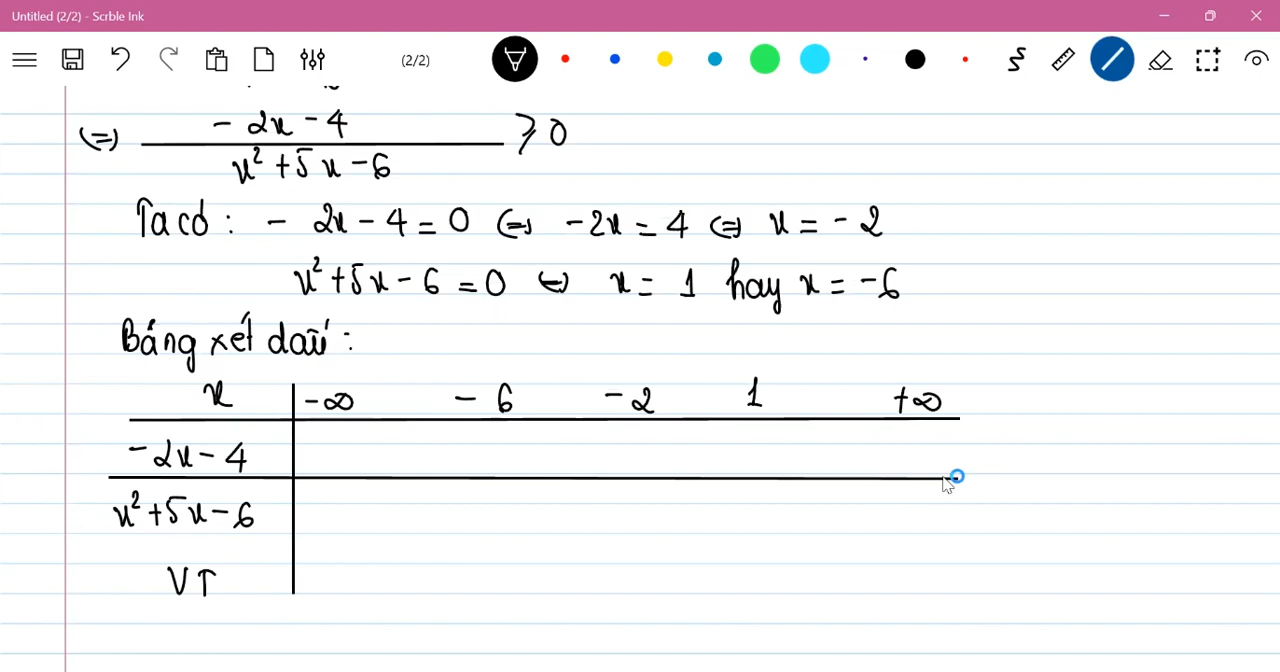 Untitled (2/2) - Scrble Ink
(2/2)
(=) - 2x - 4 ⩾ 0
x² + 5x - 6
Ta có : - 2x - 4 = 0 (=) -2x = 4 (=) x = - 2
x² + 5x - 6 = 0 (=) x = 1 hay x = -6
Bảng xét dấu :
x -∞ - 6 - 2 1 +∞
- 2x - 4
x² + 5x - 6
VT